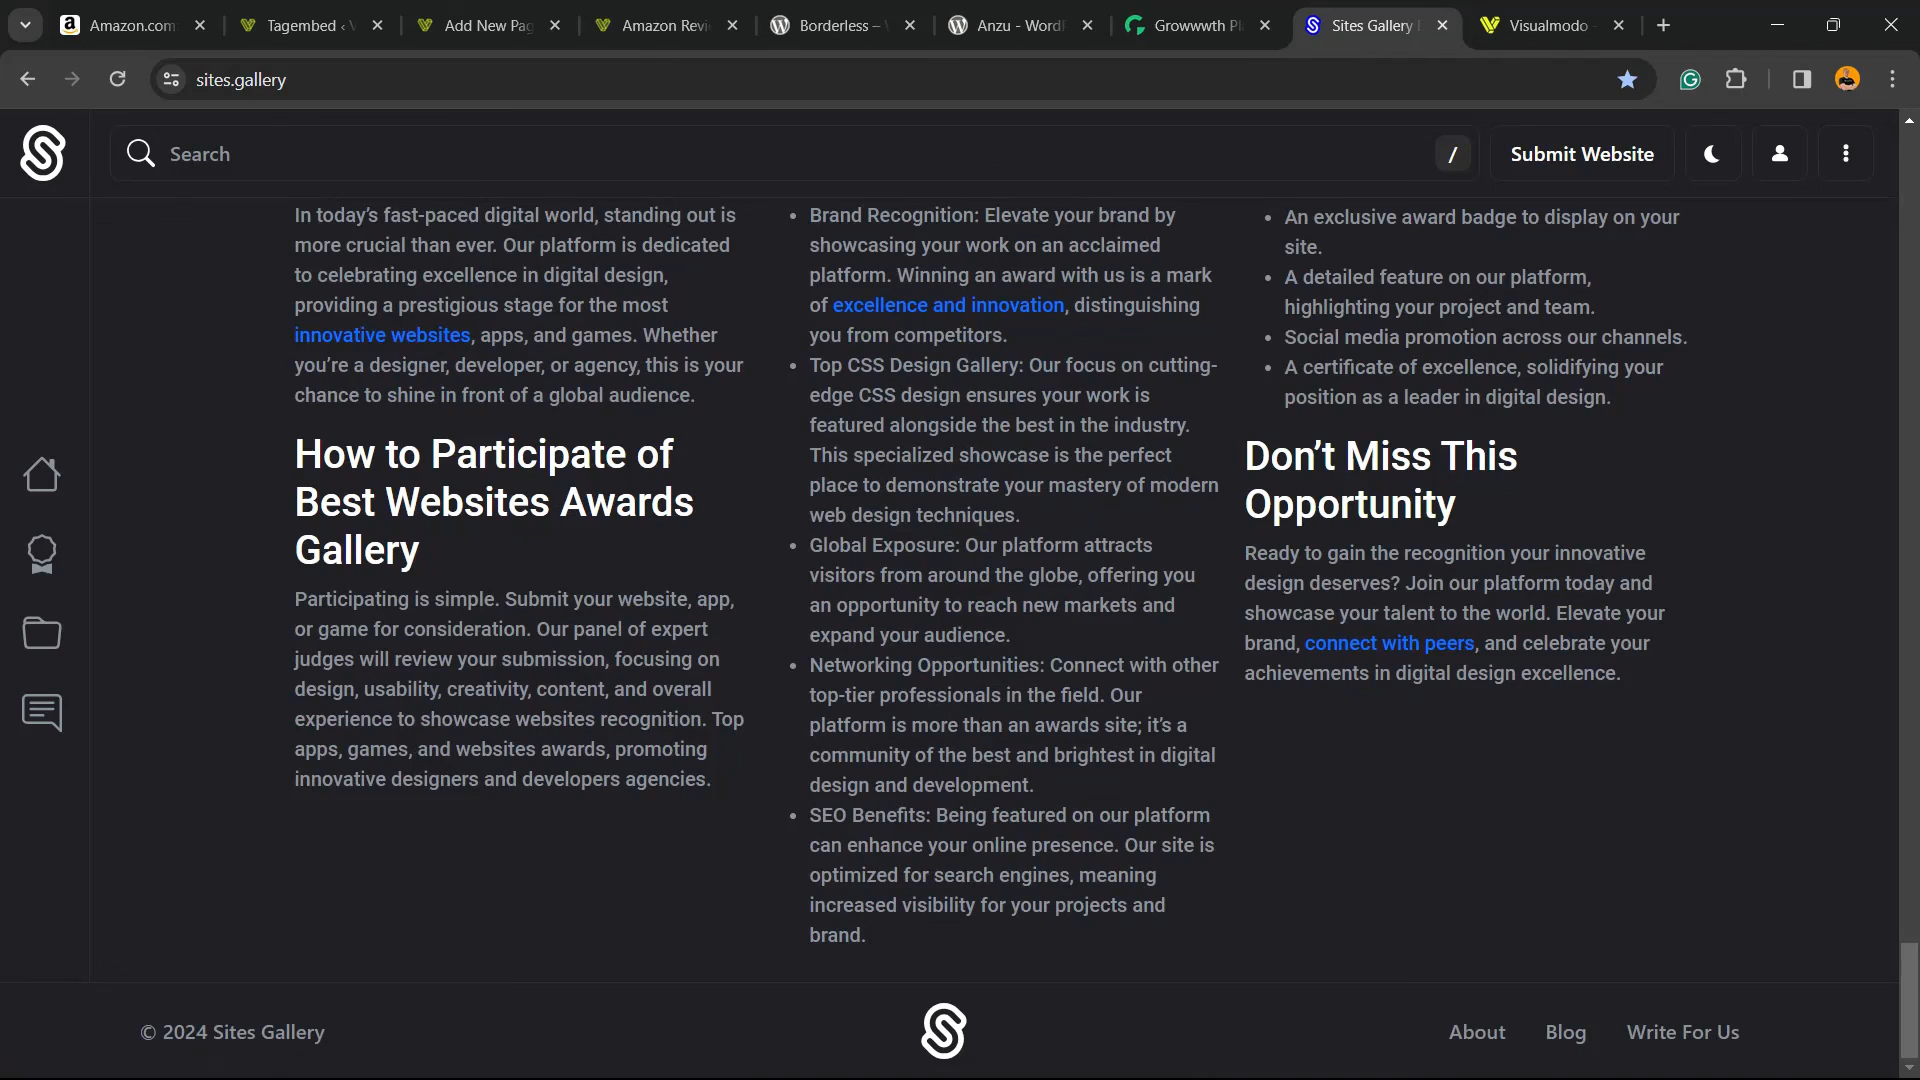 Amazon.com
Tagembed ‹
Add New Pag
Amazon Revi
Borderless –
Anzu - WordP
Growwwth Pl
Sites Gallery
Visualmodo
sites.gallery
Search
/
Submit Website
In today’s fast-paced digital world, standing out is
more crucial than ever. Our platform is dedicated
to celebrating excellence in digital design,
providing a prestigious stage for the most
innovative websites, apps, and games. Whether
you’re a designer, developer, or agency, this is your
chance to shine in front of a global audience.
How to Participate of
Best Websites Awards
Gallery
Participating is simple. Submit your website, app,
or game for consideration. Our panel of expert
judges will review your submission, focusing on
design, usability, creativity, content, and overall
experience to showcase websites recognition. Top
apps, games, and websites awards, promoting
innovative designers and developers agencies.
• Brand Recognition: Elevate your brand by
showcasing your work on an acclaimed
platform. Winning an award with us is a mark
of excellence and innovation, distinguishing
you from competitors.
• Top CSS Design Gallery: Our focus on cutting-
edge CSS design ensures your work is
featured alongside the best in the industry.
This specialized showcase is the perfect
place to demonstrate your mastery of modern
web design techniques.
• Global Exposure: Our platform attracts
visitors from around the globe, offering you
an opportunity to reach new markets and
expand your audience.
• Networking Opportunities: Connect with other
top-tier professionals in the field. Our
platform is more than an awards site; it’s a
community of the best and brightest in digital
design and development.
• SEO Benefits: Being featured on our platform
can enhance your online presence. Our site is
optimized for search engines, meaning
increased visibility for your projects and
brand.
• An exclusive award badge to display on your
site.
• A detailed feature on our platform,
highlighting your project and team.
• Social media promotion across our channels.
• A certificate of excellence, solidifying your
position as a leader in digital design.
Don’t Miss This
Opportunity
Ready to gain the recognition your innovative
design deserves? Join our platform today and
showcase your talent to the world. Elevate your
brand, connect with peers, and celebrate your
achievements in digital design excellence.
© 2024 Sites Gallery
About
Blog
Write For Us